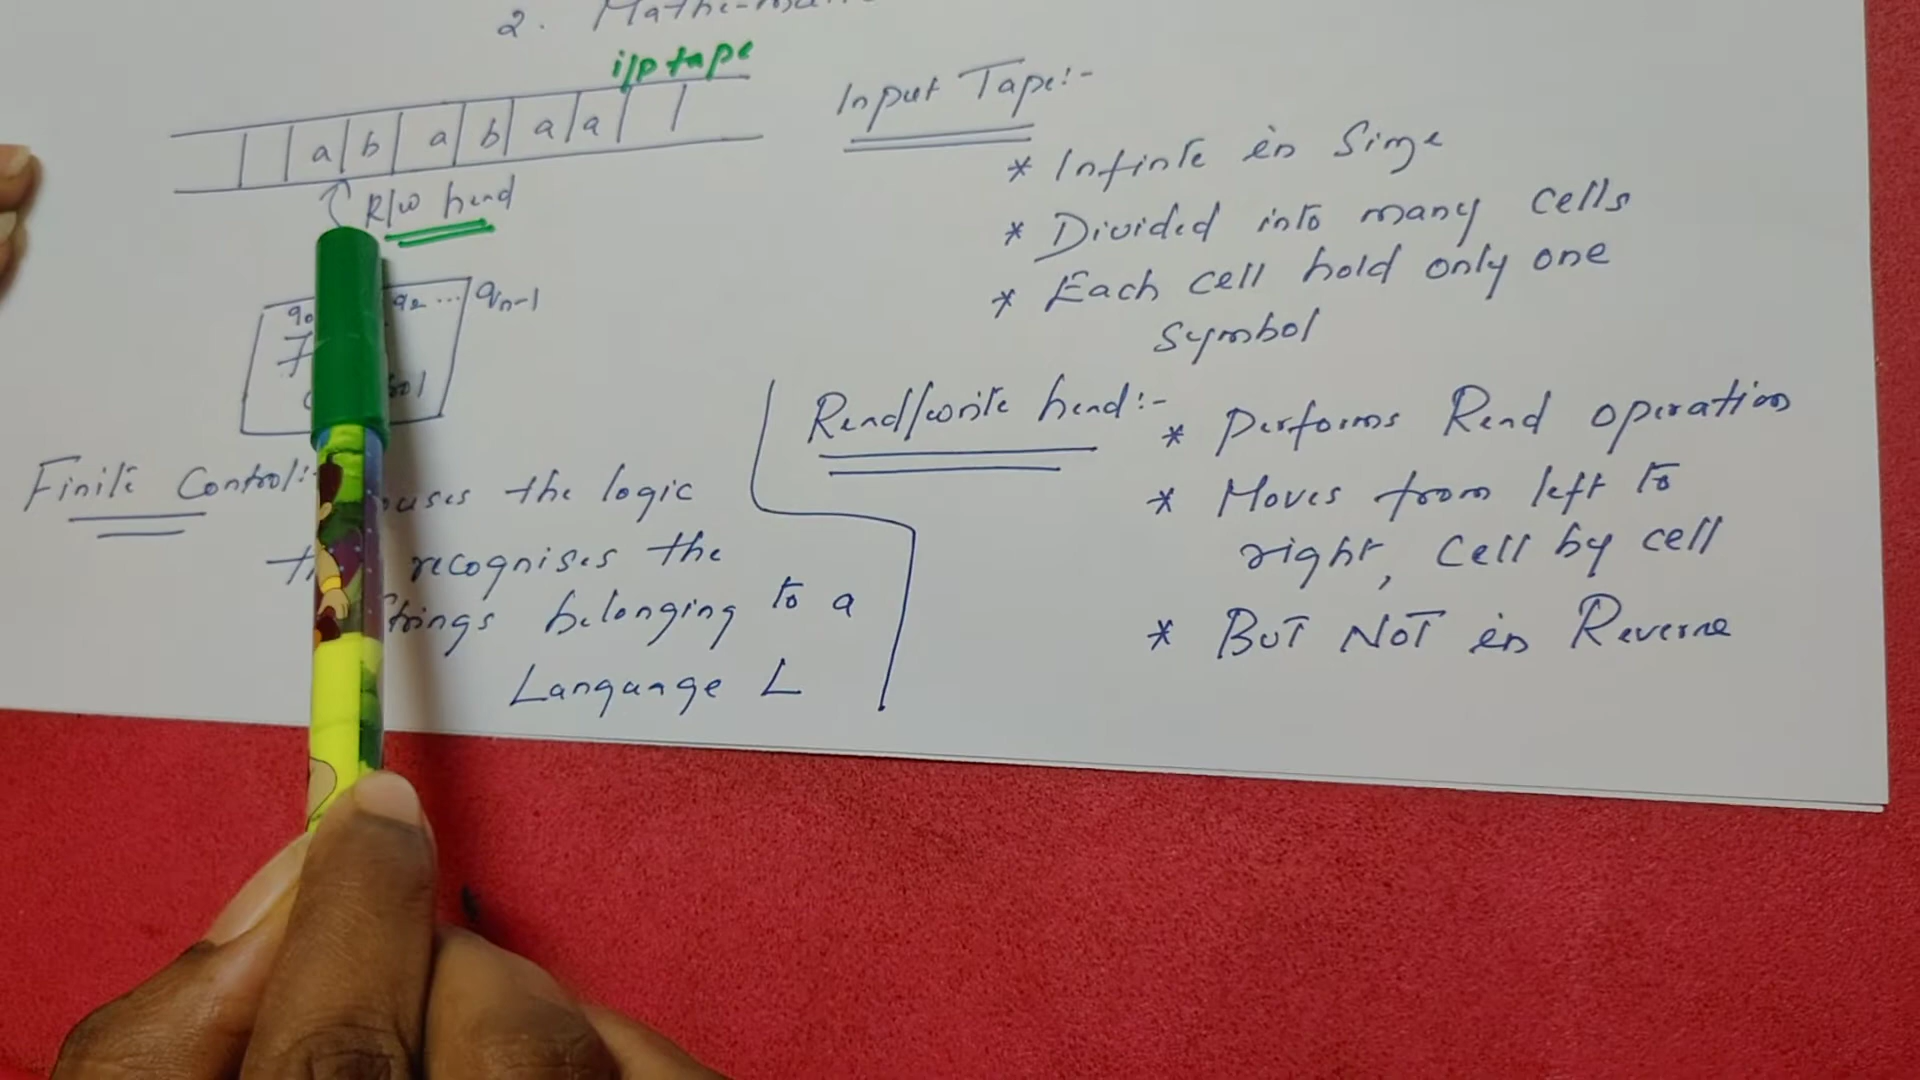 2.
i/p tape
a b a b a a
R/W head
q0 q2 ... qn-1
Input Tape:-
* Infinite in Sinze
* Divided into many cells
* Each cell hold only one
symbol
Read/write head:-
* Performs Read operation
* Moves from left to
right, cell by cell
* BUT NOT in Reverse
Finite Control:-
the logic
recognises the
belonging to a
Language L